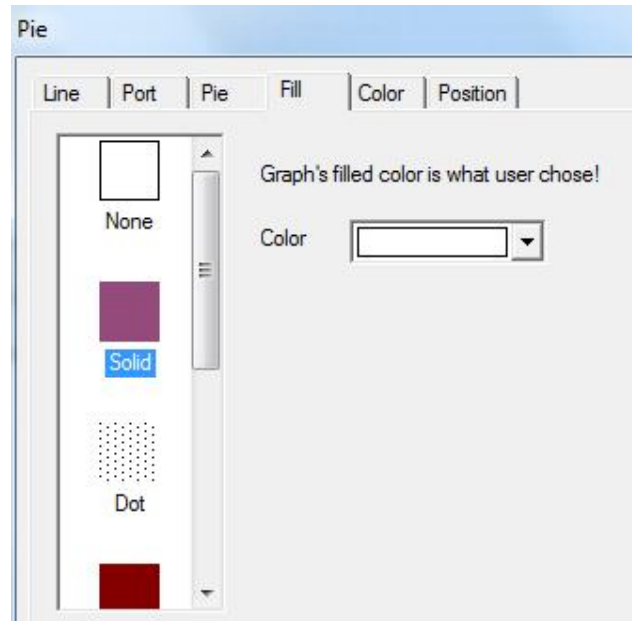 Pie
Line Port Pie Fill Color Position
Graph's filled color is what user chose!
None
Color
Solid
Dot